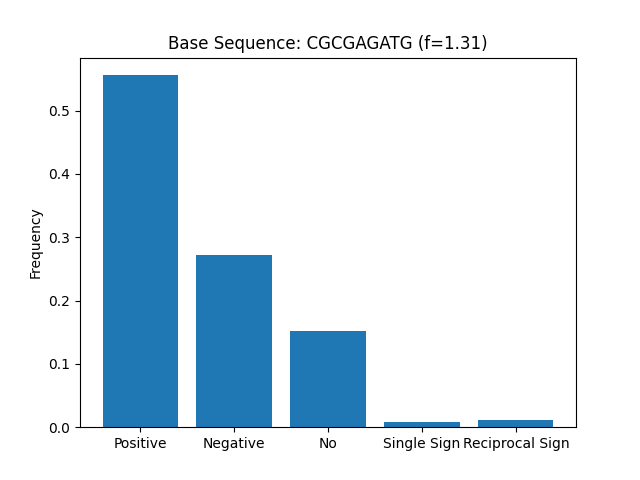 Base Sequence: CGCGAGATG (f=1.31)
Frequency
0.5
0.4
0.3
0.2
0.1
0.0
Positive Negative No Single Sign Reciprocal Sign